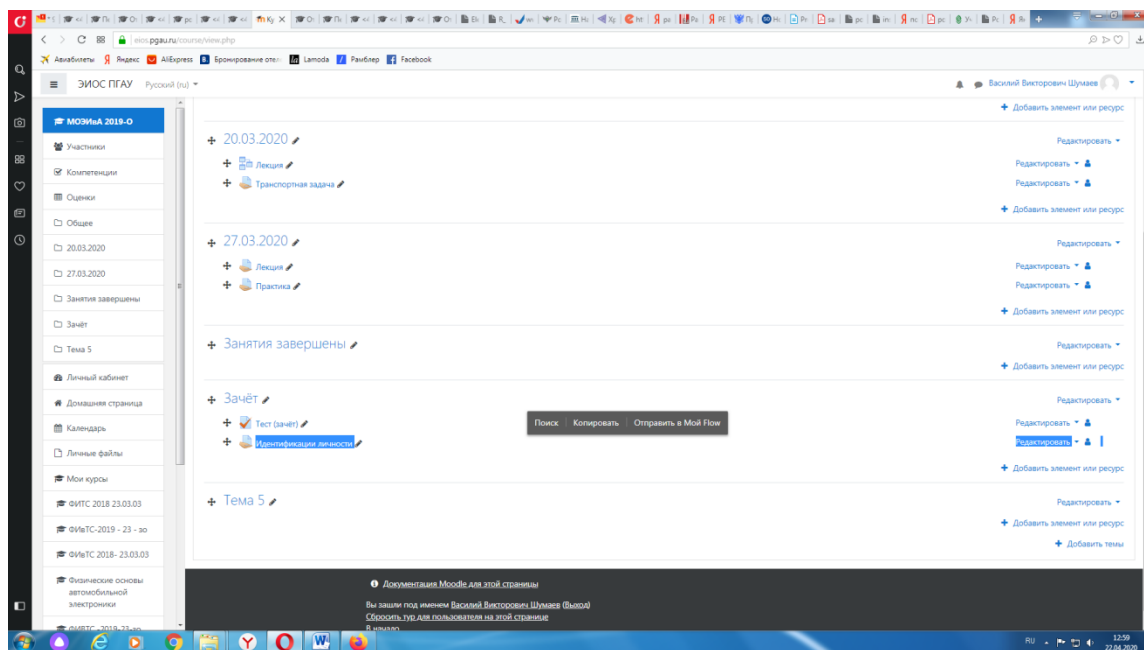 eios.pgau.ru/course/view.php
Авиабилеты Яндекс AliExpress Бронирование отел Lamoda Рамблер Facebook
ЭИОС ПГАУ Русский (ru)
Василий Викторович Шумаев
МОЭИвА 2019-О
Участники
Компетенции
Оценки
Общее
20.03.2020
27.03.2020
Занятия завершены
Зачёт
Тема 5
Личный кабинет
Домашняя страница
Календарь
Личные файлы
Мои курсы
ФИТС 2018 23.03.03
ФИвТС-2019 - 23 - зо
ФИвТС 2018- 23.03.03
Физические основы
автомобильной
электроники
Добавить элемент или ресурс
20.03.2020 Редактировать
Лекция Редактировать
Транспортная задача Редактировать
Добавить элемент или ресурс
27.03.2020 Редактировать
Лекция Редактировать
Практика Редактировать
Добавить элемент или ресурс
Занятия завершены Редактировать
Добавить элемент или ресурс
Зачёт Редактировать
Поиск Копировать Отправить в Мой Flow
Тест (зачёт) Редактировать
Идентификации личности Редактировать
Добавить элемент или ресурс
Тема 5 Редактировать
Добавить элемент или ресурс
Добавить темы
Документация Moodle для этой страницы
Вы зашли под именем Василий Викторович Шумаев (Выход)
Сбросить тур для пользователя на этой странице
В начало
RU 12:59
22.04.2020